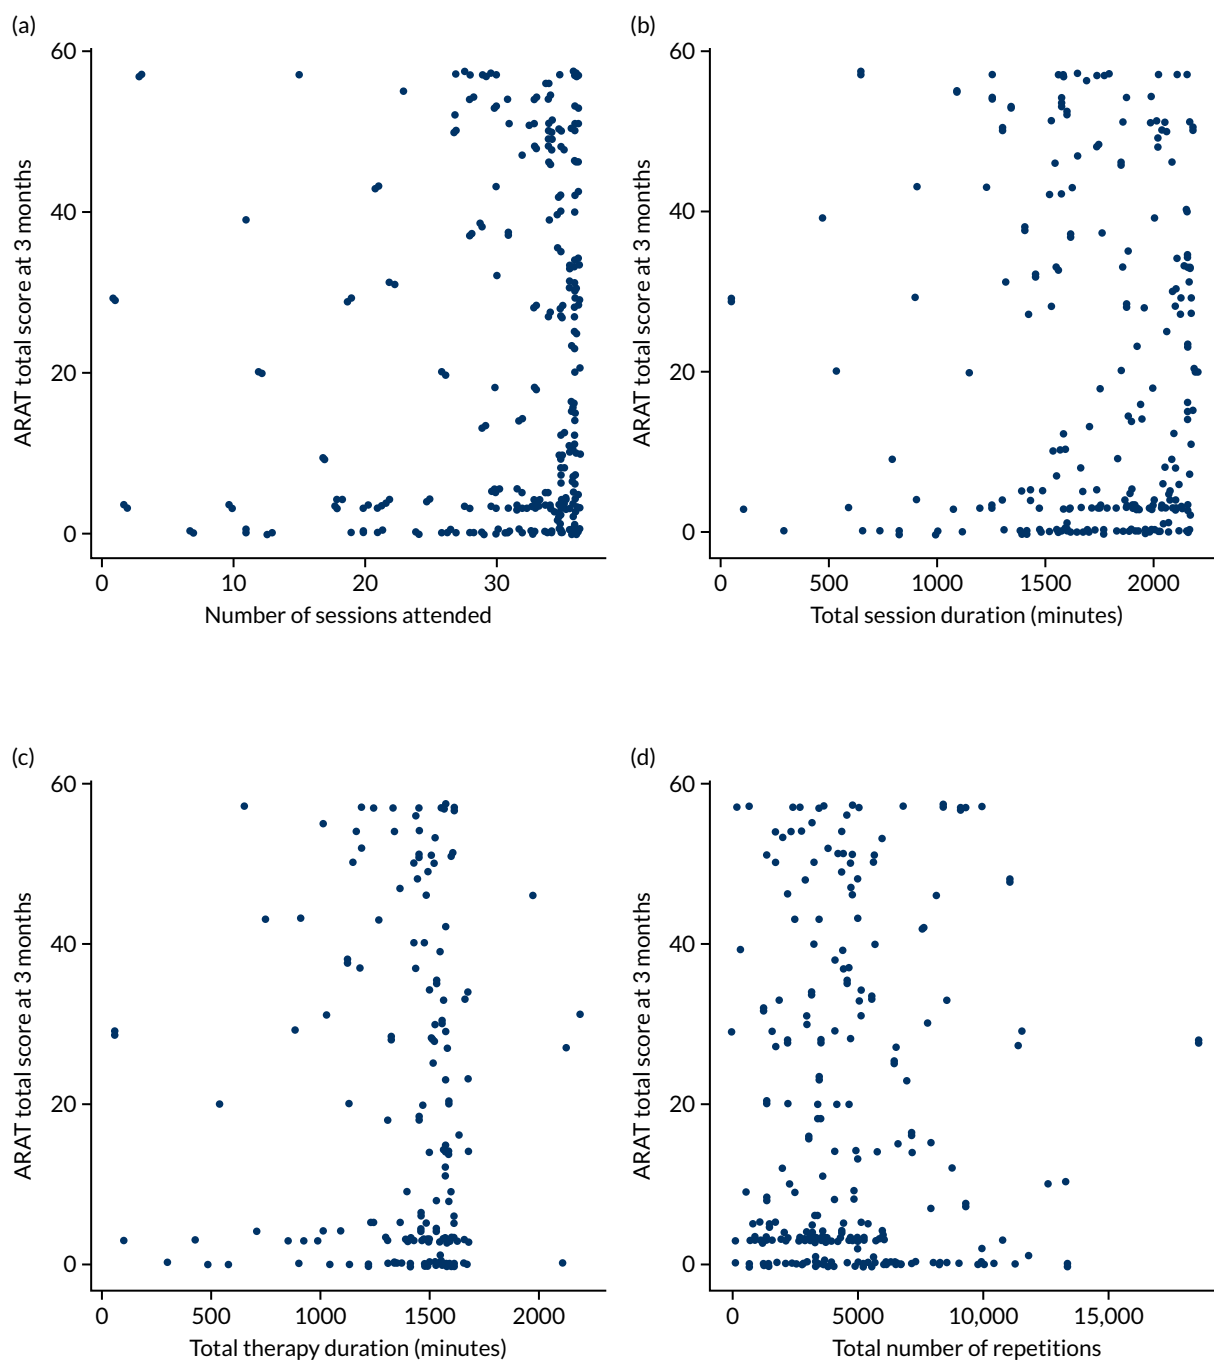 (a)
60
40
20
0
ARAT total score at 3 months
0 10 20 30
Number of sessions attended
(b)
60
40
20
0
ARAT total score at 3 months
0 500 1000 1500 2000
Total session duration (minutes)
(c)
60
40
20
0
ARAT total score at 3 months
0 500 1000 1500 2000
Total therapy duration (minutes)
(d)
60
40
20
0
ARAT total score at 3 months
0 5000 10,000 15,000
Total number of repetitions